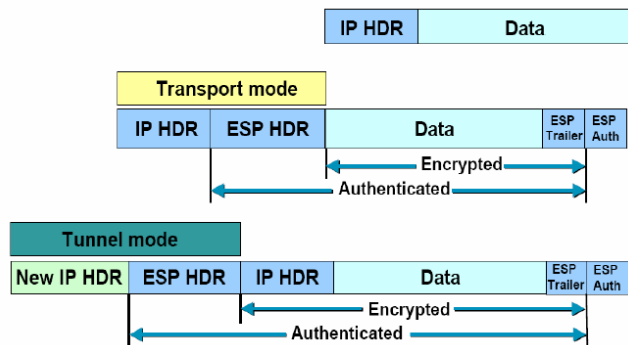 IP HDR Data
Transport mode
IP HDR ESP HDR Data ESP Trailer ESP Auth
Encrypted
Authenticated
Tunnel mode
New IP HDR ESP HDR IP HDR Data ESP Trailer ESP Auth
Encrypted
Authenticated